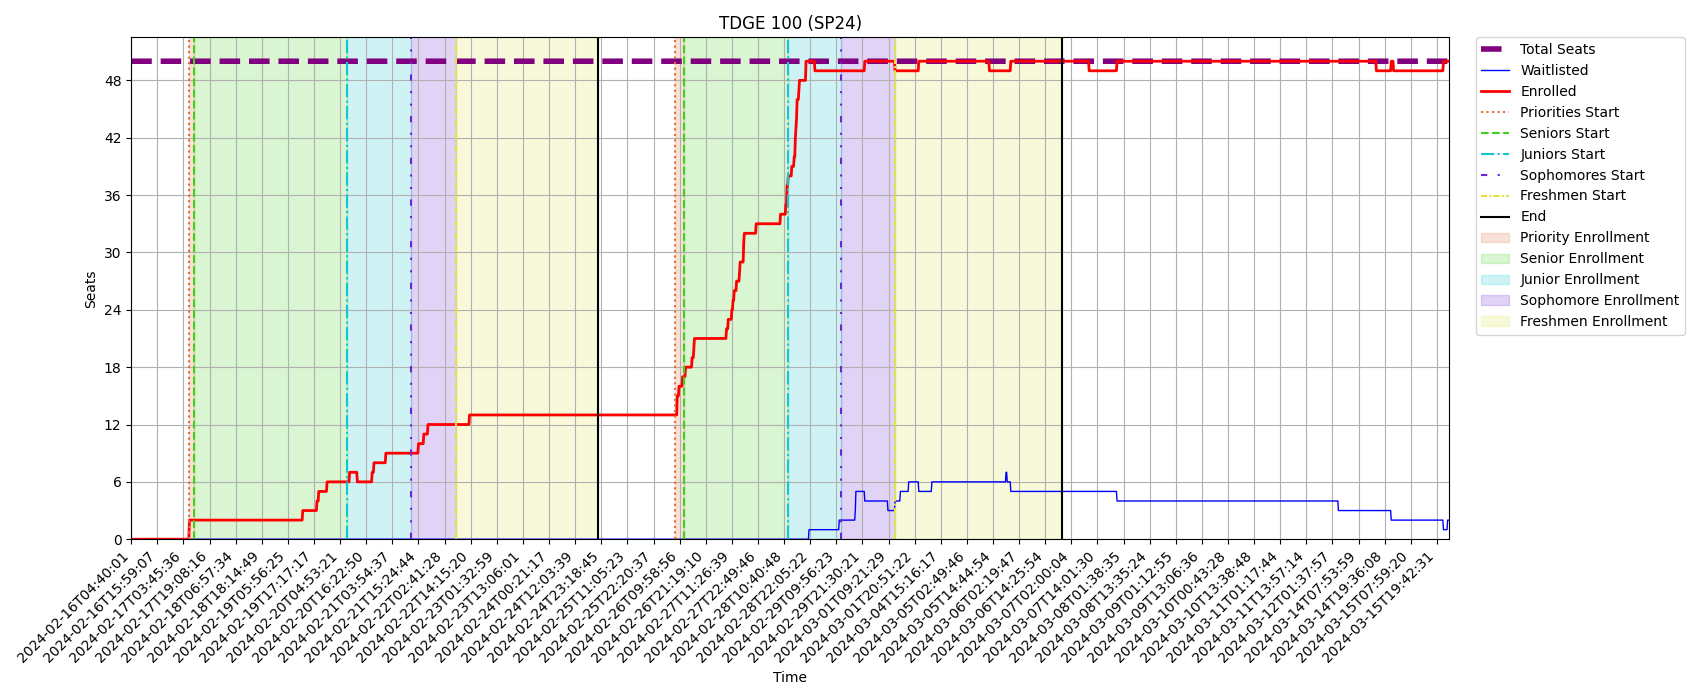 TDGE 100 (SP24)
Seats
48
42
36
30
24
18
12
6
0
2024-02-16T04:40:01
2024-02-16T15:59:07
2024-02-17T03:45:36
2024-02-17T19:08:16
2024-02-18T06:57:34
2024-02-18T18:14:49
2024-02-19T05:56:25
2024-02-19T17:17:17
2024-02-20T04:53:21
2024-02-20T16:22:50
2024-02-21T03:54:37
2024-02-21T15:24:44
2024-02-22T02:41:28
2024-02-22T14:15:20
2024-02-23T01:32:59
2024-02-23T13:06:01
2024-02-24T00:21:17
2024-02-24T12:03:39
2024-02-24T23:18:45
2024-02-25T11:05:23
2024-02-25T22:20:37
2024-02-26T09:58:56
2024-02-26T21:19:10
2024-02-27T11:26:39
2024-02-27T22:49:46
2024-02-28T10:40:48
2024-02-28T22:05:22
2024-02-29T09:56:23
2024-02-29T21:30:21
2024-03-01T09:21:29
2024-03-01T20:51:22
2024-03-04T15:16:17
2024-03-05T02:49:46
2024-03-05T14:44:54
2024-03-06T02:19:47
2024-03-06T14:25:54
2024-03-07T02:00:04
2024-03-07T14:01:30
2024-03-08T01:38:35
2024-03-08T13:35:24
2024-03-09T01:12:55
2024-03-09T13:06:36
2024-03-10T00:43:28
2024-03-10T13:38:48
2024-03-11T01:17:44
2024-03-11T13:57:14
2024-03-12T01:37:57
2024-03-14T07:53:59
2024-03-14T19:36:08
2024-03-15T07:59:20
2024-03-15T19:42:31
Time
Total Seats
Waitlisted
Enrolled
Priorities Start
Seniors Start
Juniors Start
Sophomores Start
Freshmen Start
End
Priority Enrollment
Senior Enrollment
Junior Enrollment
Sophomore Enrollment
Freshmen Enrollment